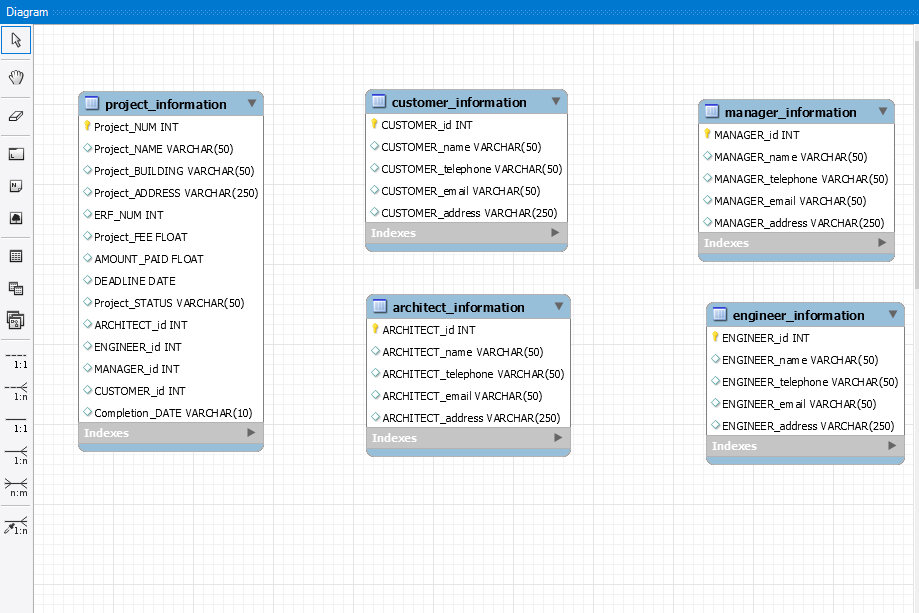 Diagram
project_information
Project_NUM INT
Project_NAME VARCHAR(50)
Project_BUILDING VARCHAR(50)
Project_ADDRESS VARCHAR(250)
ERF_NUM INT
Project_FEE FLOAT
AMOUNT_PAID FLOAT
DEADLINE DATE
Project_STATUS VARCHAR(50)
ARCHITECT_id INT
ENGINEER_id INT
MANAGER_id INT
CUSTOMER_id INT
Completion_DATE VARCHAR(10)
Indexes
customer_information
CUSTOMER_id INT
CUSTOMER_name VARCHAR(50)
CUSTOMER_telephone VARCHAR(50)
CUSTOMER_email VARCHAR(50)
CUSTOMER_address VARCHAR(250)
Indexes
manager_information
MANAGER_id INT
MANAGER_name VARCHAR(50)
MANAGER_telephone VARCHAR(50)
MANAGER_email VARCHAR(50)
MANAGER_address VARCHAR(250)
Indexes
architect_information
ARCHITECT_id INT
ARCHITECT_name VARCHAR(50)
ARCHITECT_telephone VARCHAR(50)
ARCHITECT_email VARCHAR(50)
ARCHITECT_address VARCHAR(250)
Indexes
engineer_information
ENGINEER_id INT
ENGINEER_name VARCHAR(50)
ENGINEER_telephone VARCHAR(50)
ENGINEER_email VARCHAR(50)
ENGINEER_address VARCHAR(250)
Indexes
1:1
1:n
1:1
1:n
n:m
1:n